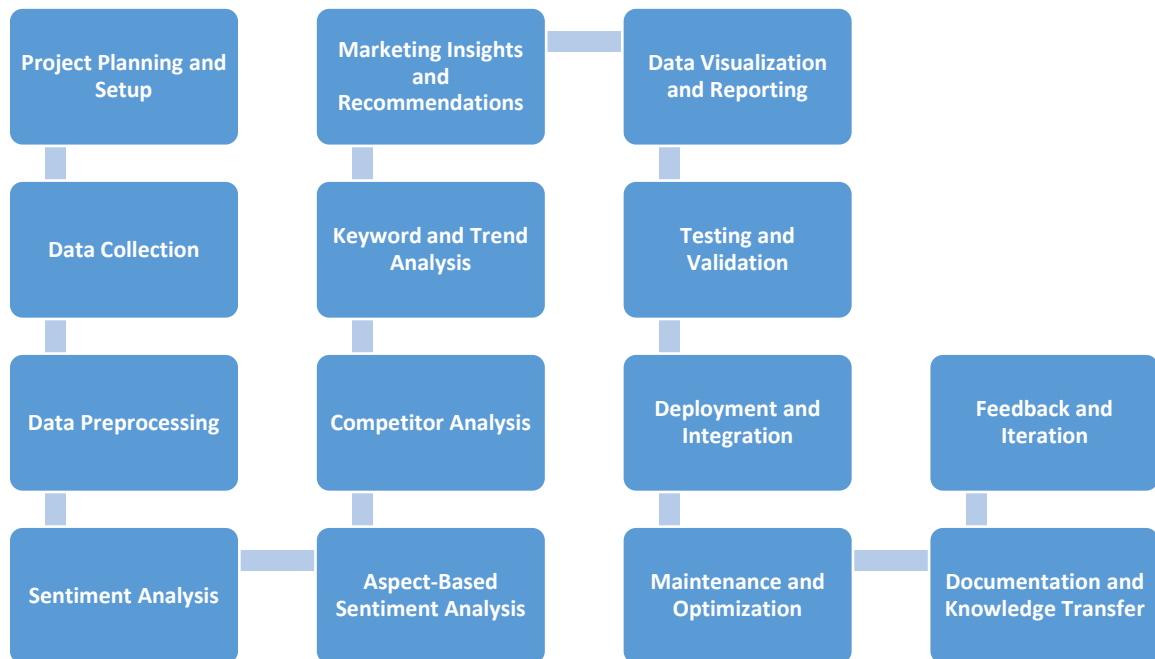 Project Planning and
Setup
Data Collection
Data Preprocessing
Sentiment Analysis
Aspect-Based
Sentiment Analysis
Competitor Analysis
Keyword and Trend
Analysis
Marketing Insights
and
Recommendations
Data Visualization
and Reporting
Testing and
Validation
Deployment and
Integration
Maintenance and
Optimization
Documentation and
Knowledge Transfer
Feedback and
Iteration